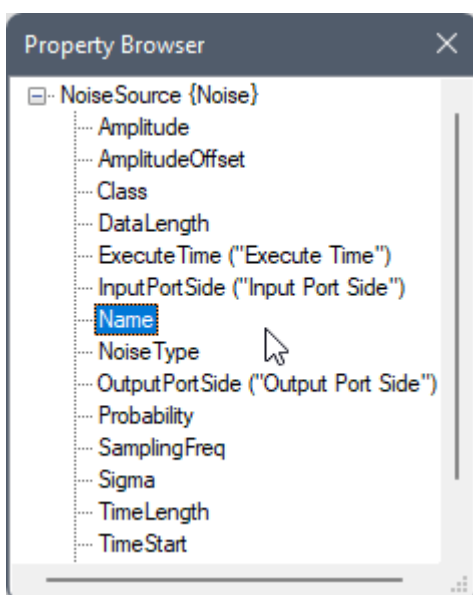 Property Browser
NoiseSource {Noise}
Amplitude
AmplitudeOffset
Class
DataLength
ExecuteTime ("Execute Time")
InputPortSide ("Input Port Side")
Name
NoiseType
OutputPortSide ("Output Port Side")
Probability
SamplingFreq
Sigma
TimeLength
TimeStart